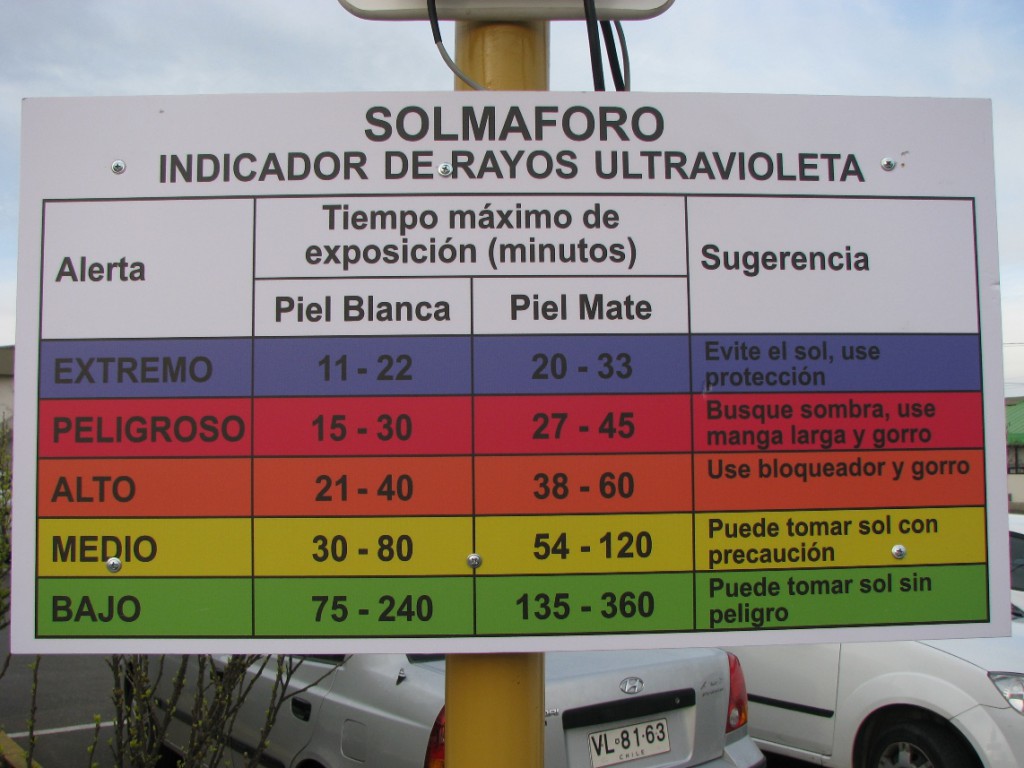 SOLMAFORO
INDICADOR DE RAYOS ULTRAVIOLETA
Alerta
Tiempo máximo de
exposición (minutos)
Sugerencia
Piel Blanca
Piel Mate
EXTREMO
11 - 22
20 - 33
Evite el sol, use
protección
PELIGROSO
15 - 30
27 - 45
Busque sombra, use
manga larga y gorro
ALTO
21 - 40
38 - 60
Use bloqueador y gorro
MEDIO
30 - 80
54 - 120
Puede tomar sol con
precaución
BAJO
75 - 240
135 - 360
Puede tomar sol sin
peligro
VL·81·63
CHILE